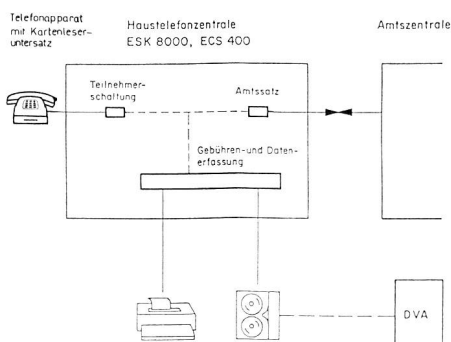 Telefonapparat
mit Kartenleser-
untersatz
Haustelefonzentrale
ESK 8000, ECS 400
Amtszentrale
Teilnehmer-
schaltung
Amtssatz
Gebühren-und Daten-
erfassung
DVA